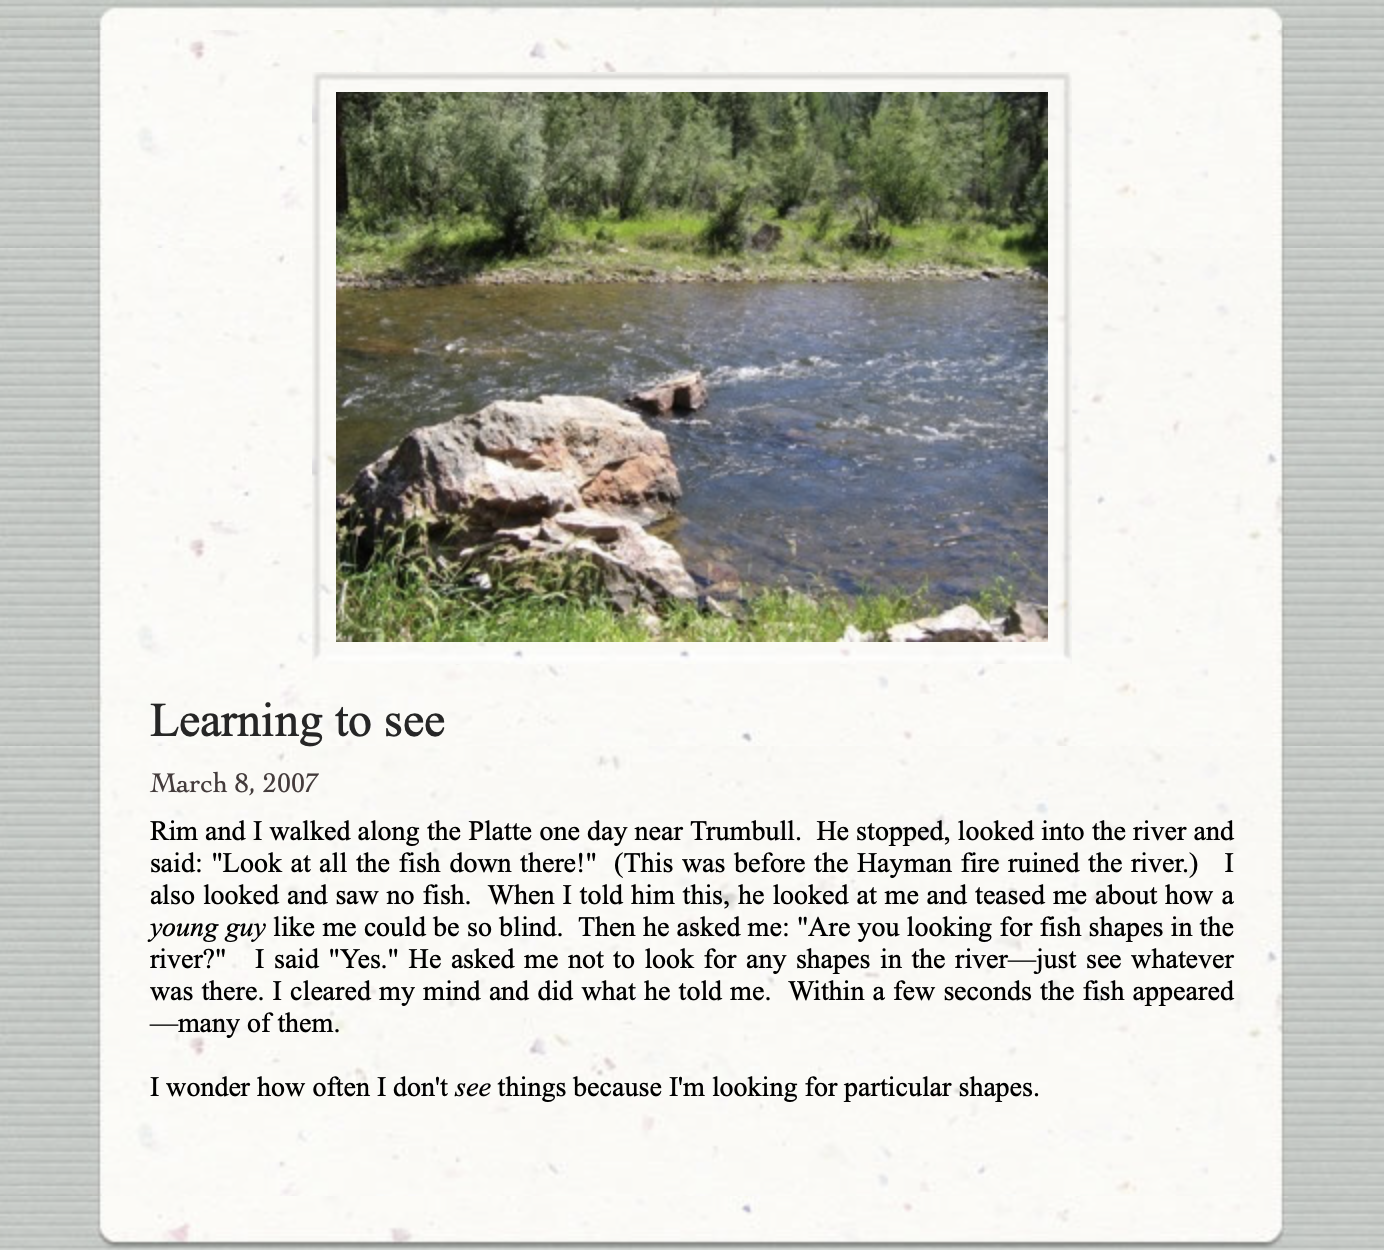 Learning to see
March 8, 2007
Rim and I walked along the Platte one day near Trumbull.  He stopped, looked into the river and
said: "Look at all the fish down there!"  (This was before the Hayman fire ruined the river.)   I
also looked and saw no fish.  When I told him this, he looked at me and teased me about how a
young guy like me could be so blind.  Then he asked me: "Are you looking for fish shapes in the
river?"   I said "Yes." He asked me not to look for any shapes in the river—just see whatever
was there. I cleared my mind and did what he told me.  Within a few seconds the fish appeared
—many of them.
I wonder how often I don't see things because I'm looking for particular shapes.